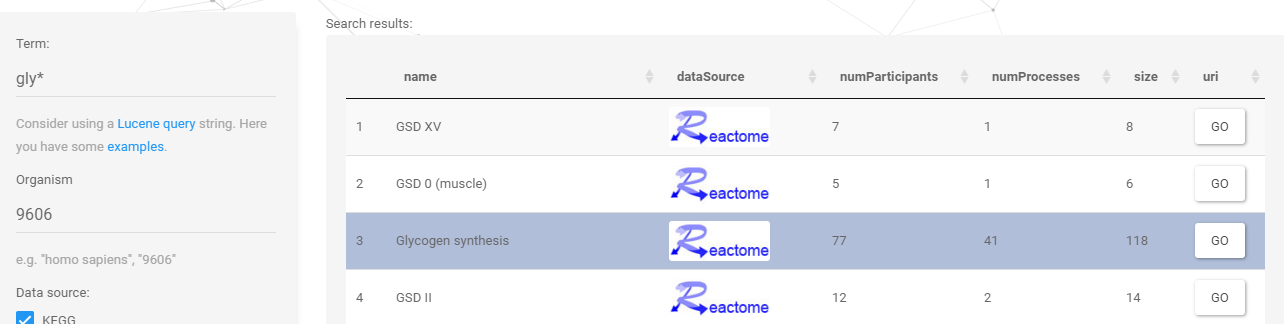 Term:
gly*
Consider using a Lucene query string. Here
you have some examples.
Organism
9606
e.g. "homo sapiens", "9606"
Data source:
KEGG
Search results:
name dataSource numParticipants numProcesses size uri
1 GSD XV Reactome 7 1 8 GO
2 GSD 0 (muscle) Reactome 5 1 6 GO
3 Glycogen synthesis Reactome 77 41 118 GO
4 GSD II Reactome 12 2 14 GO